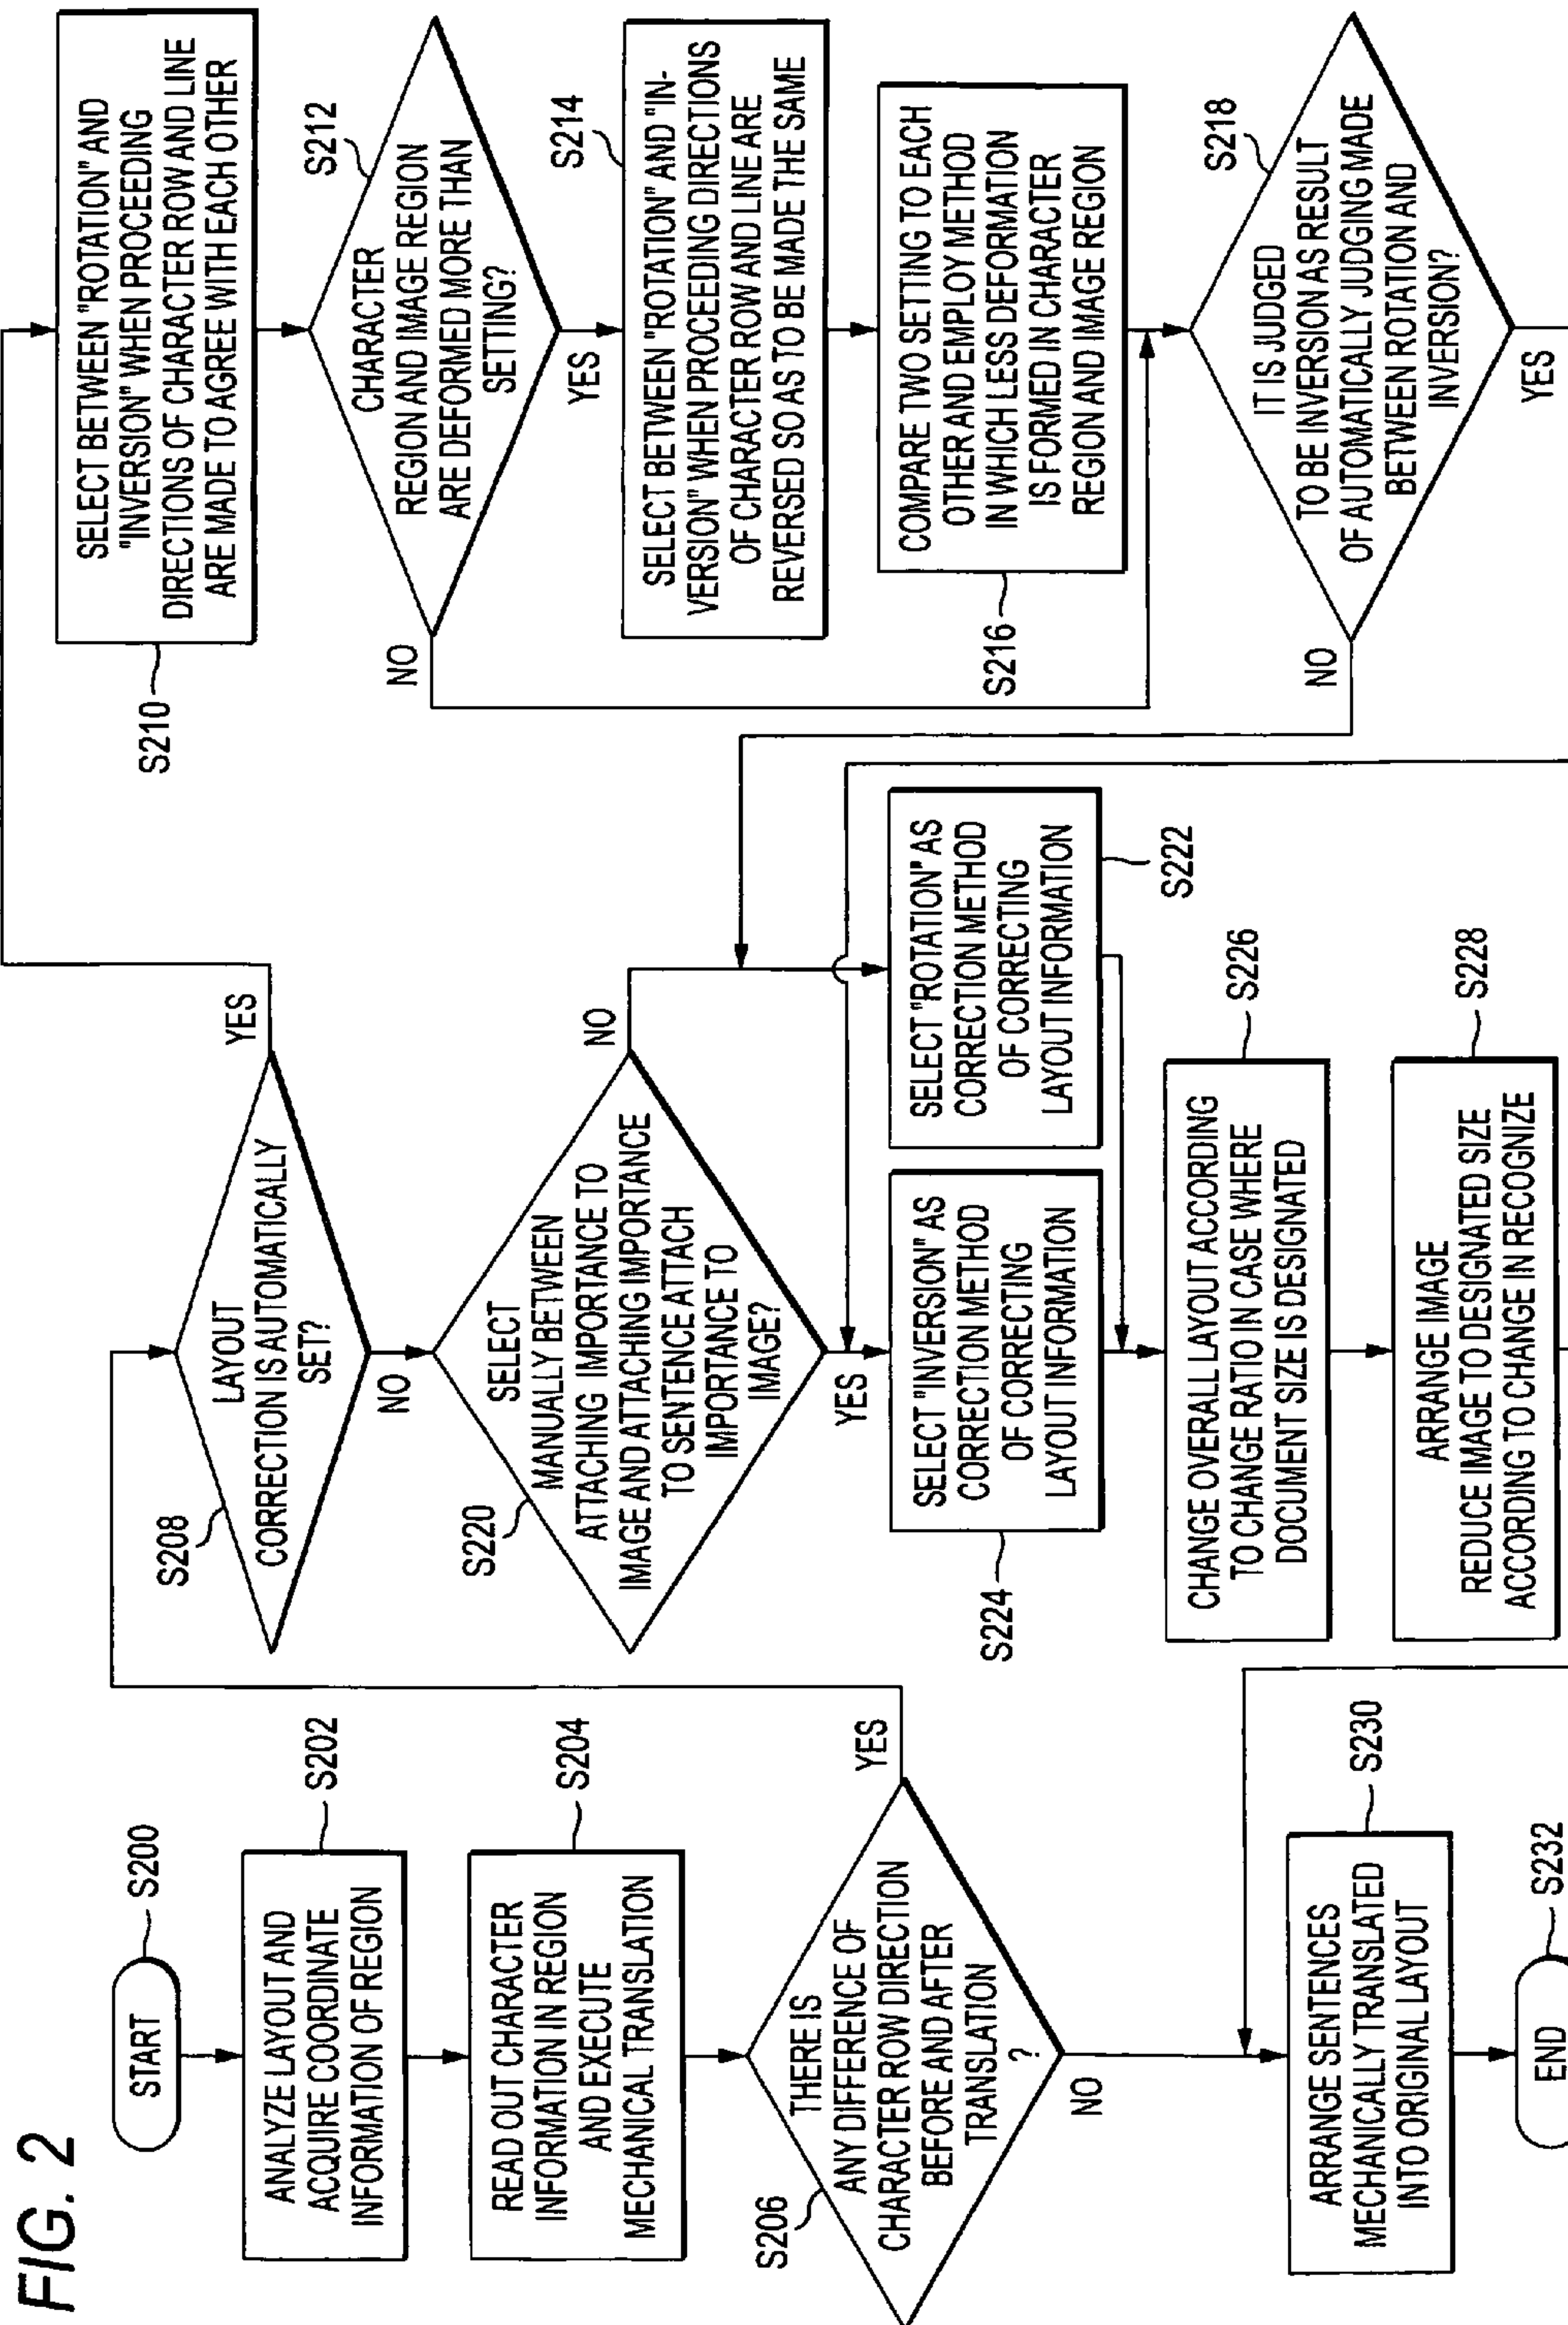 FIG. 2
START
S200
ANALYZE LAYOUT AND
ACQUIRE COORDINATE
INFORMATION OF REGION
S202
READ OUT CHARACTER
INFORMATION IN REGION
AND EXECUTE
MECHANICAL TRANSLATION
S204
THERE IS
ANY DIFFERENCE OF
CHARACTER ROW DIRECTION
BEFORE AND AFTER
TRANSLATION
?
S206
YES
NO
ARRANGE SENTENCES
MECHANICALLY TRANSLATED
INTO ORIGINAL LAYOUT
S230
END
S232
LAYOUT
CORRECTION IS AUTOMATICALLY
SET?
S208
YES
NO
SELECT
MANUALLY BETWEEN
ATTACHING IMPORTANCE TO
IMAGE AND ATTACHING IMPORTANCE
TO SENTENCE ATTACH
IMPORTANCE TO
IMAGE?
S220
NO
YES
SELECT "INVERSION" AS
CORRECTION METHOD
OF CORRECTING
LAYOUT INFORMATION
S224
SELECT "ROTATION" AS
CORRECTION METHOD
OF CORRECTING
LAYOUT INFORMATION
S222
CHANGE OVERALL LAYOUT ACCORDING
TO CHANGE RATIO IN CASE WHERE
DOCUMENT SIZE IS DESIGNATED
S226
ARRANGE IMAGE
REDUCE IMAGE TO DESIGNATED SIZE
ACCORDING TO CHANGE IN RECOGNIZE
S228
SELECT BETWEEN "ROTATION" AND
"INVERSION" WHEN PROCEEDING
DIRECTIONS OF CHARACTER ROW AND LINE
ARE MADE TO AGREE WITH EACH OTHER
S210
CHARACTER
REGION AND IMAGE REGION
ARE DEFORMED MORE THAN
SETTING?
S212
NO
YES
SELECT BETWEEN "ROTATION" AND "IN-
VERSION" WHEN PROCEEDING DIRECTIONS
OF CHARACTER ROW AND LINE ARE
REVERSED SO AS TO BE MADE THE SAME
S214
COMPARE TWO SETTING TO EACH
OTHER AND EMPLOY METHOD
IN WHICH LESS DEFORMATION
IS FORMED IN CHARACTER
REGION AND IMAGE REGION
S216
IT IS JUDGED
TO BE INVERSION AS RESULT
OF AUTOMATICALLY JUDGING MADE
BETWEEN ROTATION AND
INVERSION?
S218
NO
YES